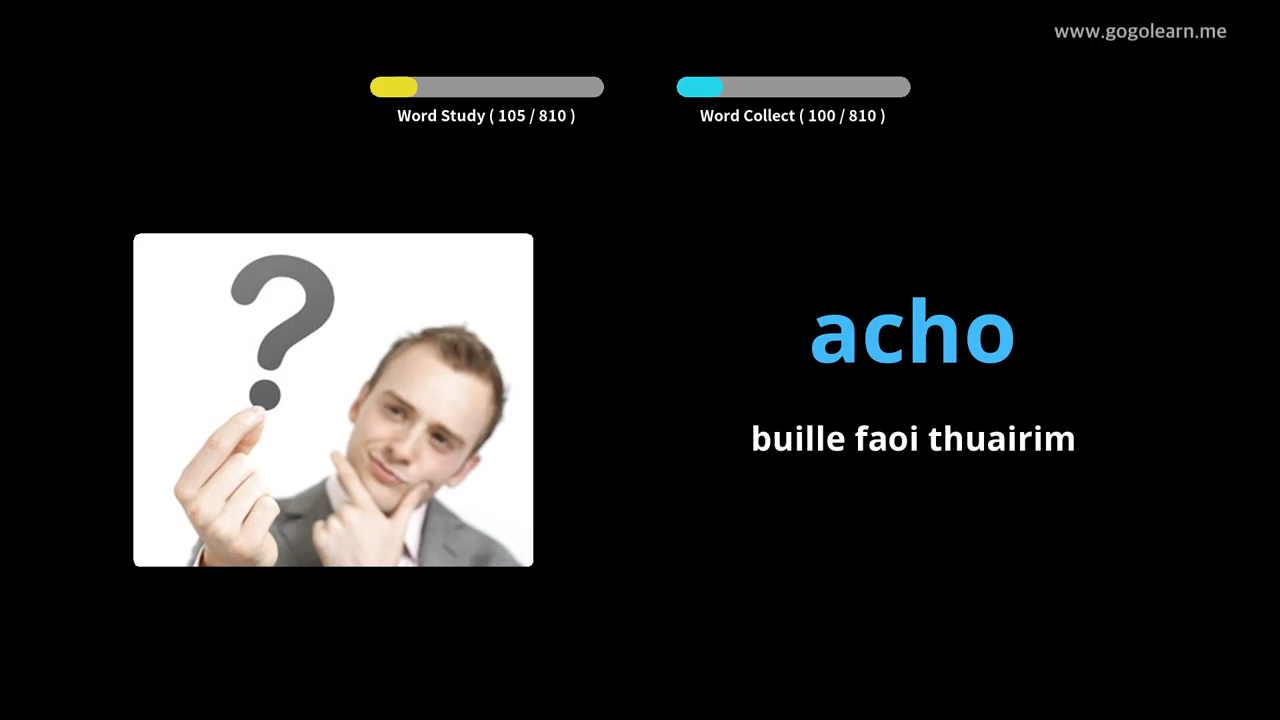 www.gogolearn.me
Word Study ( 105 / 810 )
Word Collect ( 100 / 810 )
?
acho
buille faoi thuairim